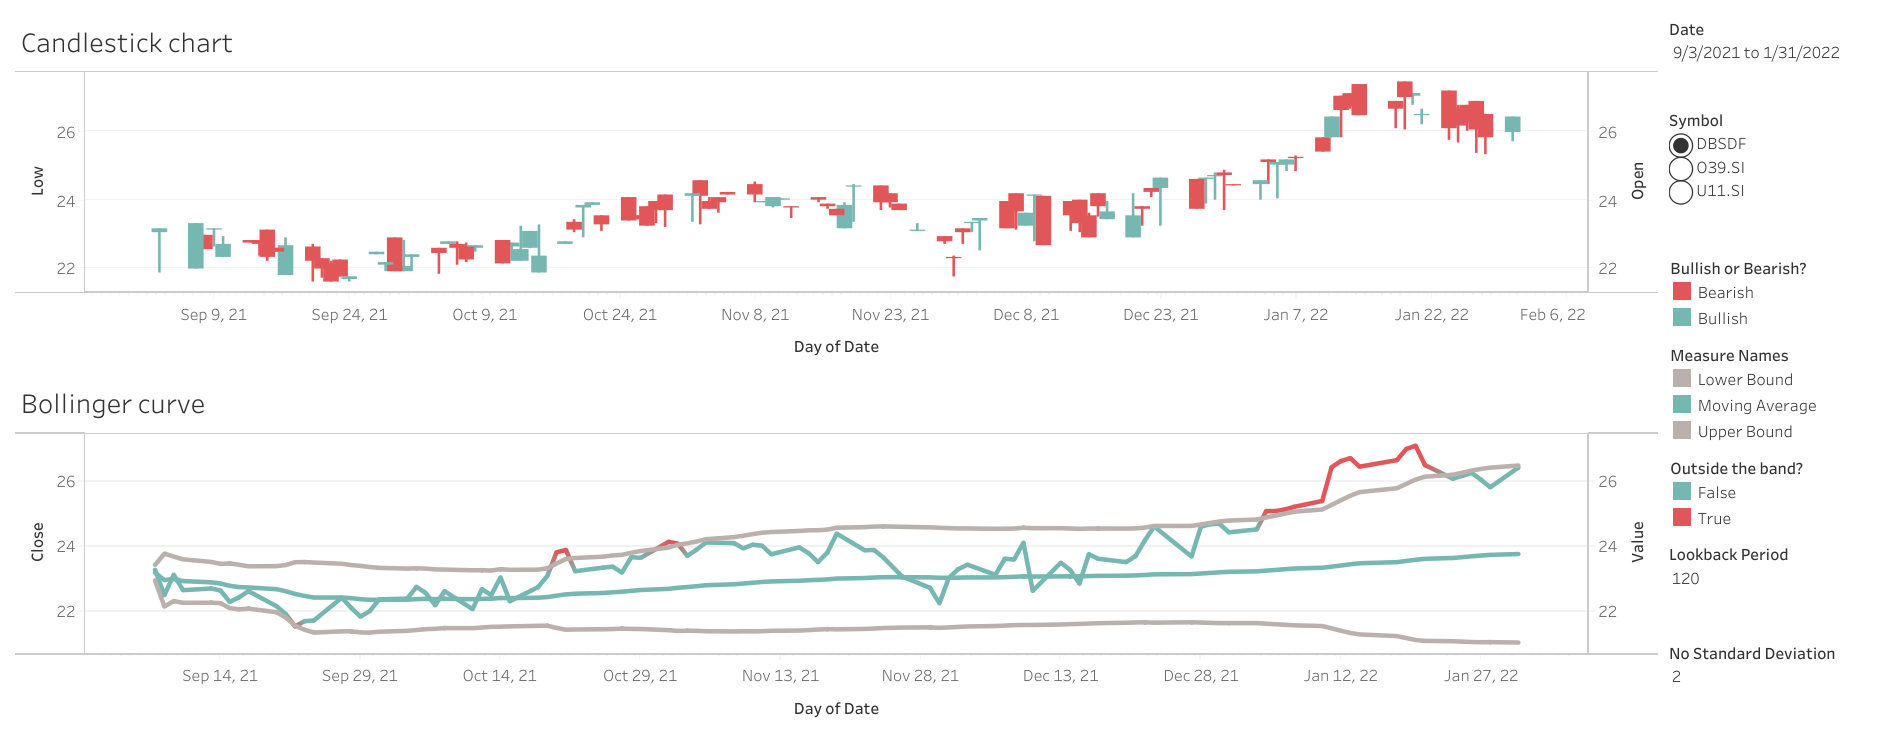 Candlestick chart
26
24
22
Low
26
24
22
Open
Sep 9, 21
Sep 24, 21
Oct 9, 21
Oct 24, 21
Nov 8, 21
Nov 23, 21
Dec 8, 21
Dec 23, 21
Jan 7, 22
Jan 22, 22
Feb 6, 22
Day of Date
Bollinger curve
26
24
22
Close
26
24
22
Value
Sep 14, 21
Sep 29, 21
Oct 14, 21
Oct 29, 21
Nov 13, 21
Nov 28, 21
Dec 13, 21
Dec 28, 21
Jan 12, 22
Jan 27, 22
Day of Date
Date
9/3/2021 to 1/31/2022
Symbol
DBSDF
O39.SI
U11.SI
Bullish or Bearish?
Bearish
Bullish
Measure Names
Lower Bound
Moving Average
Upper Bound
Outside the band?
False
True
Lookback Period
120
No Standard Deviation
2